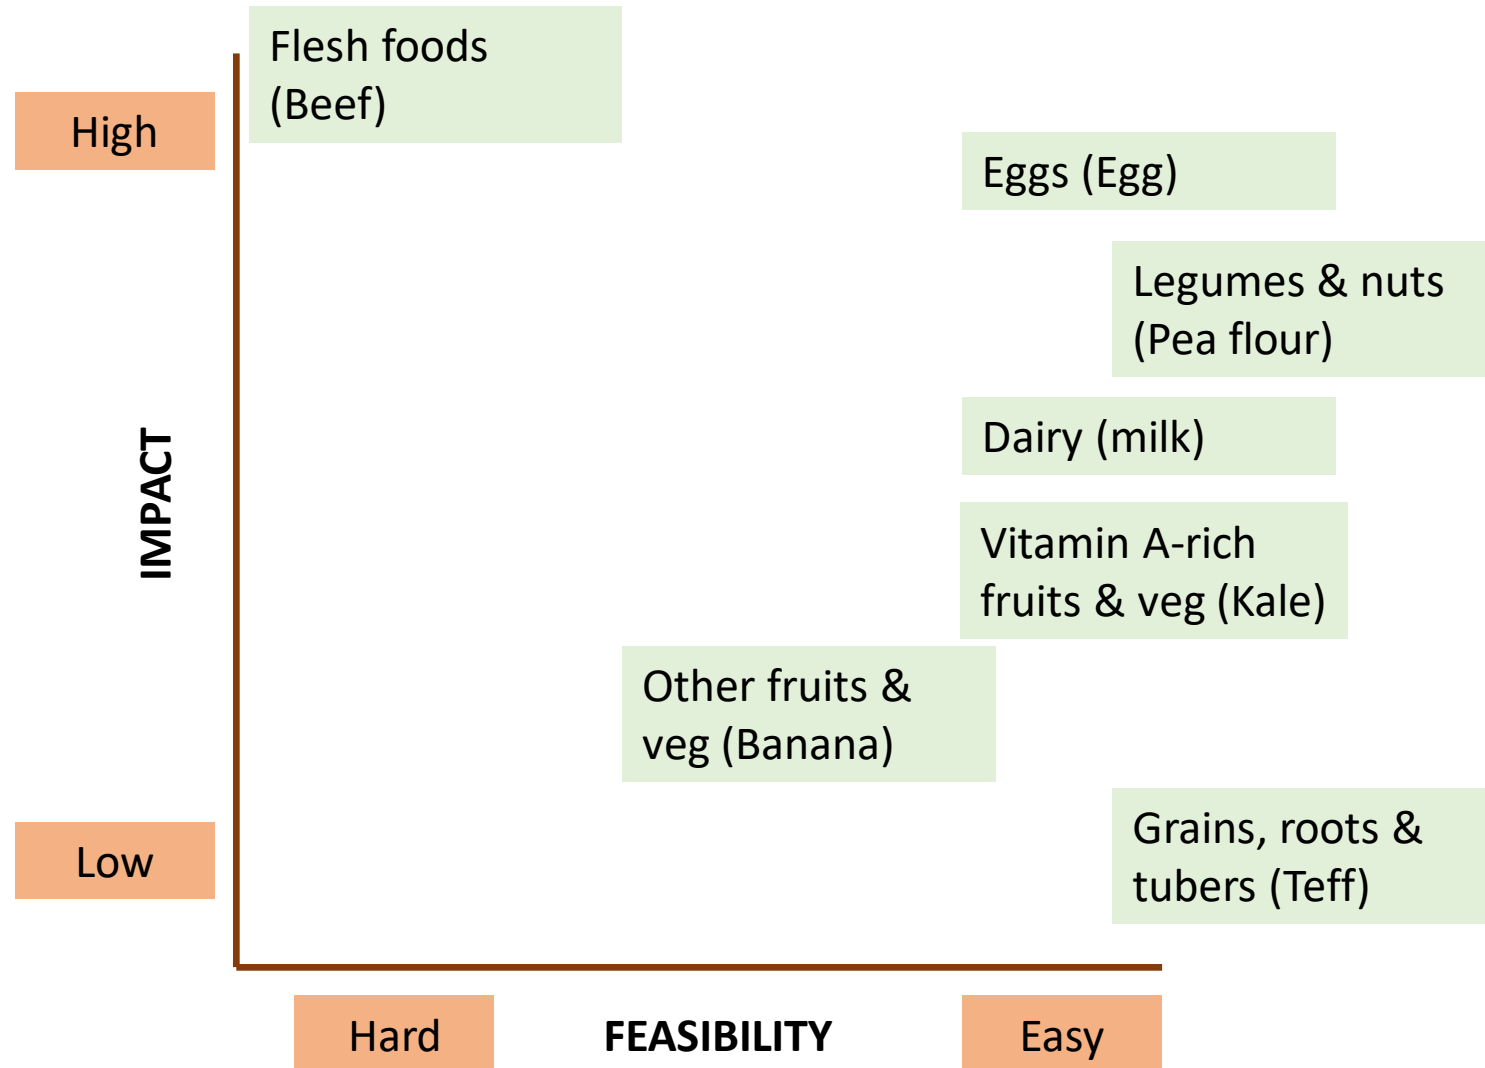 Flesh foods
(Beef)
High
Eggs (Egg)
Legumes & nuts
(Pea flour)
Dairy (milk)
IMPACT
Vitamin A-rich
fruits & veg (Kale)
Other fruits &
veg (Banana)
Low
Grains, roots &
tubers (Teff)
Hard
FEASIBILITY
Easy